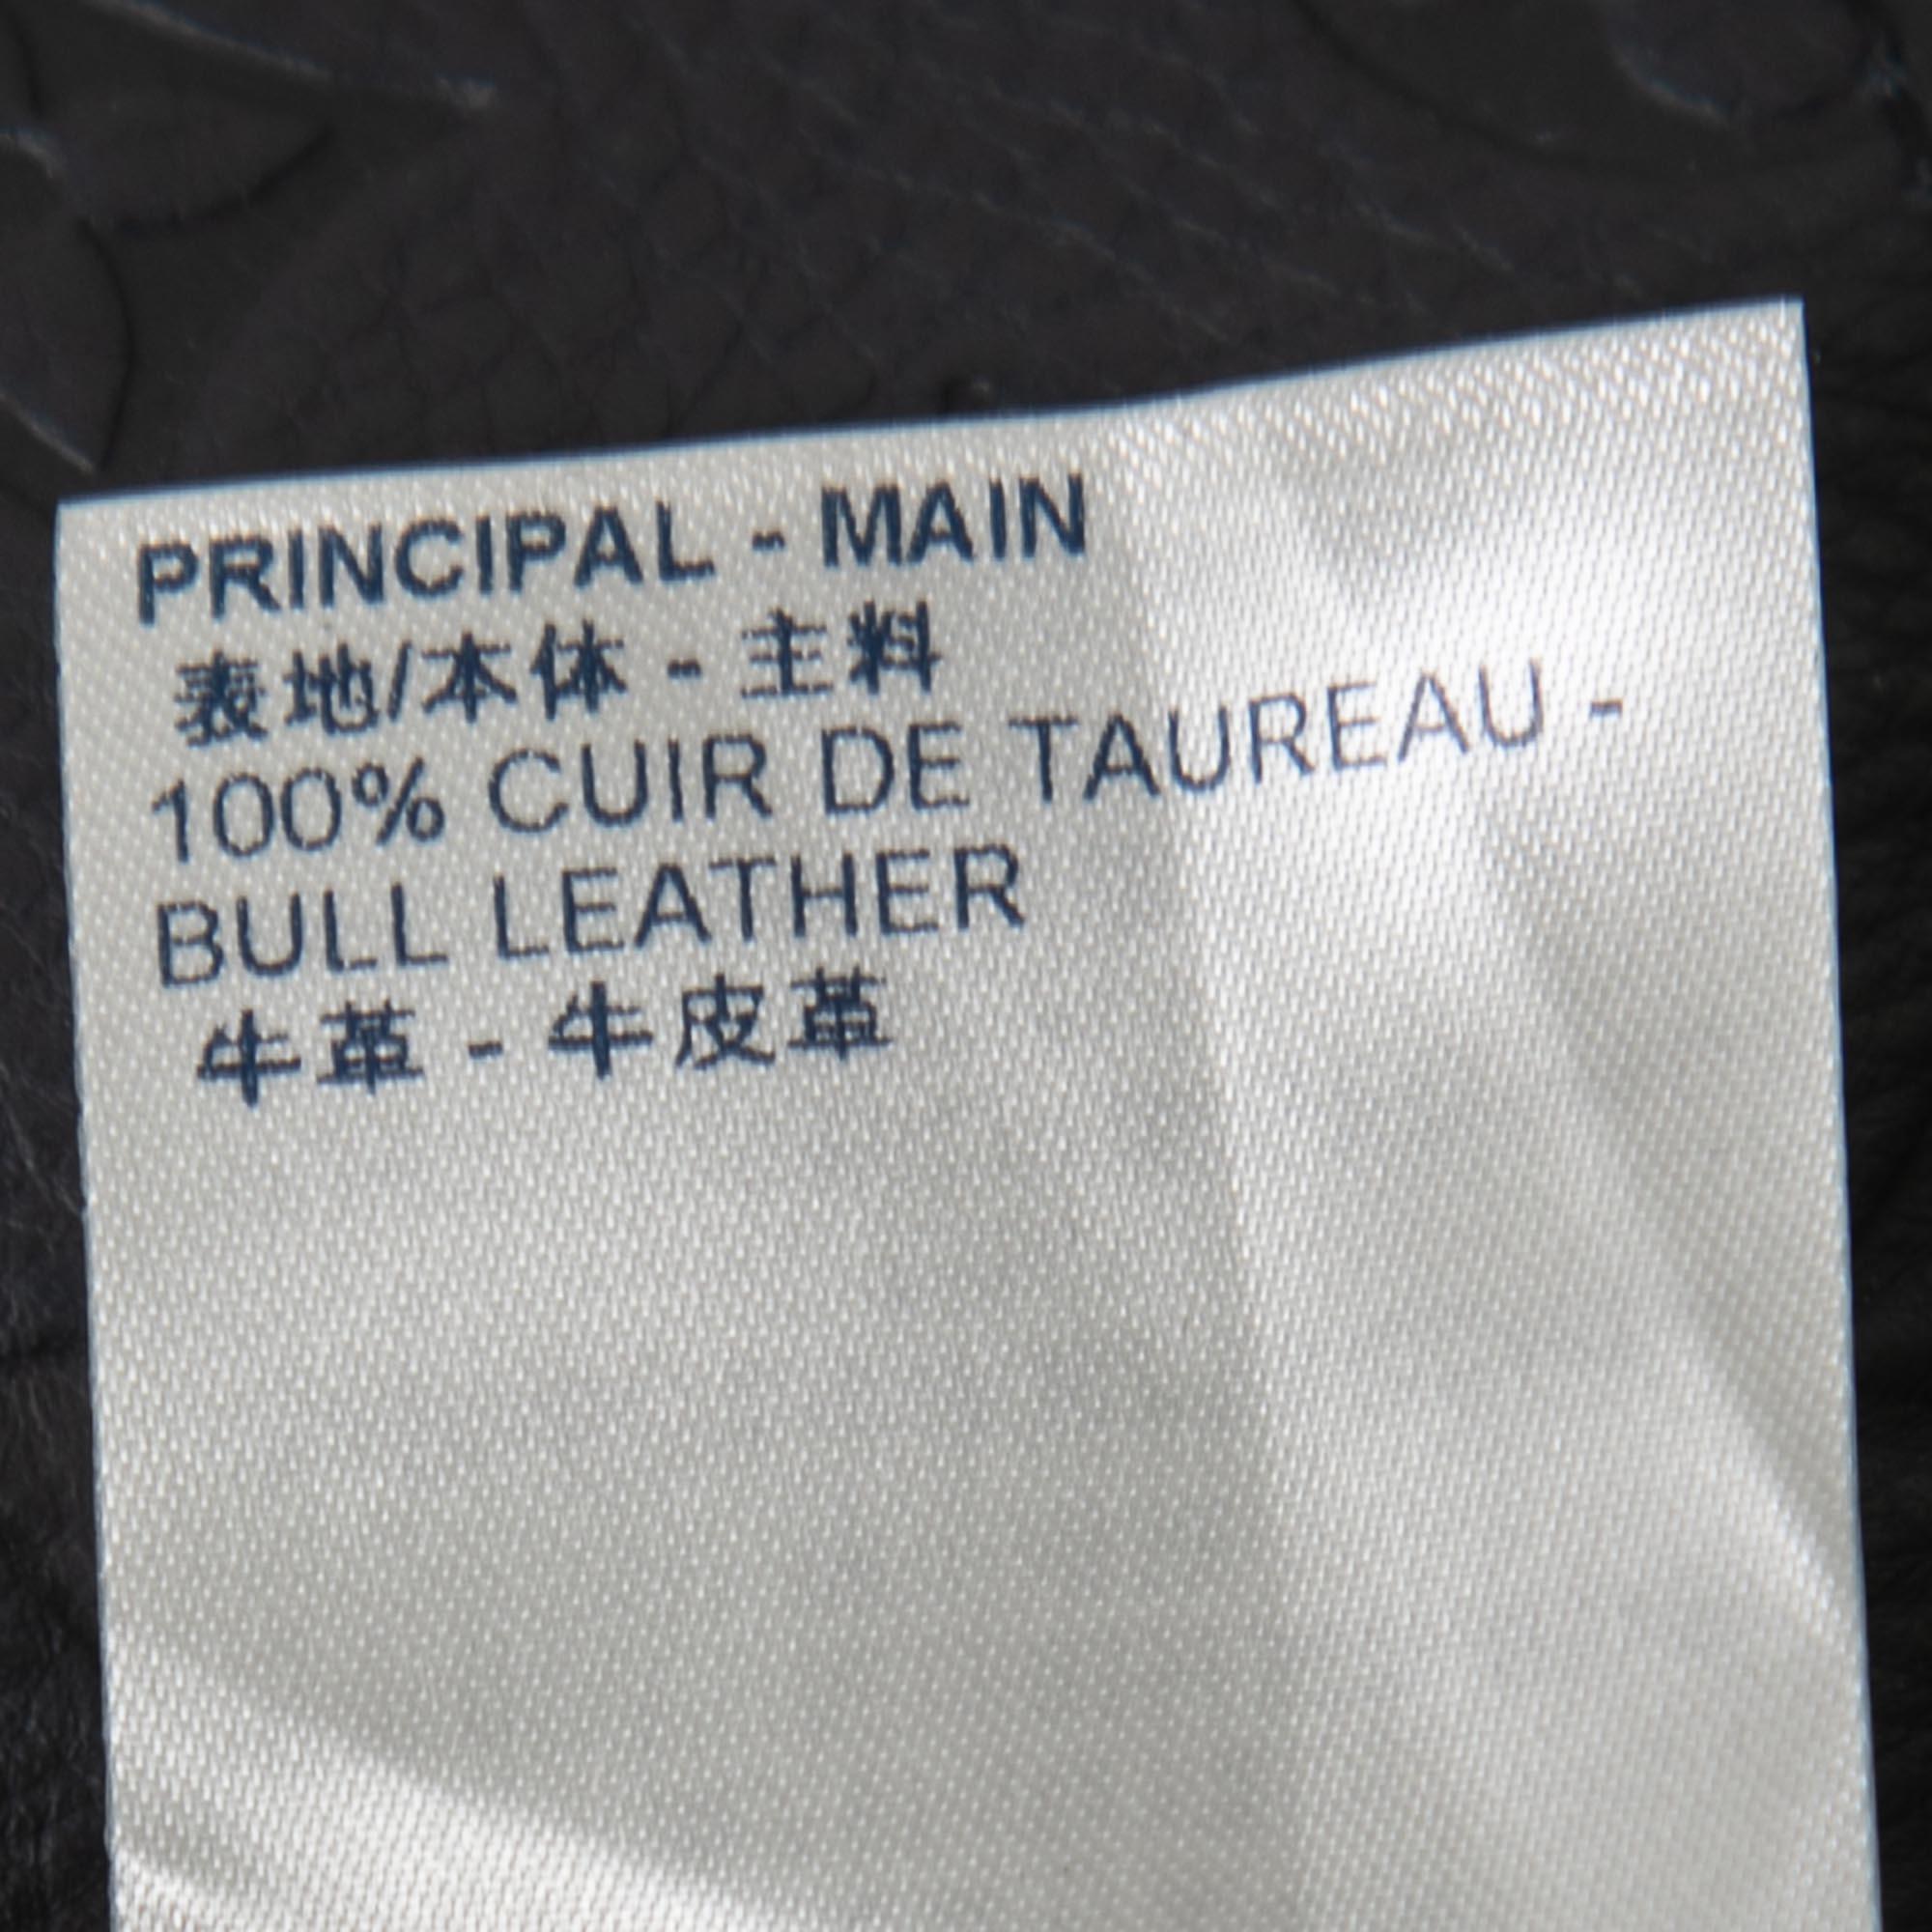 PRINCIPAL - MAIN
表地/本体 - 主料
100% CUIR DE TAUREAU -
BULL LEATHER
牛革 - 牛皮革